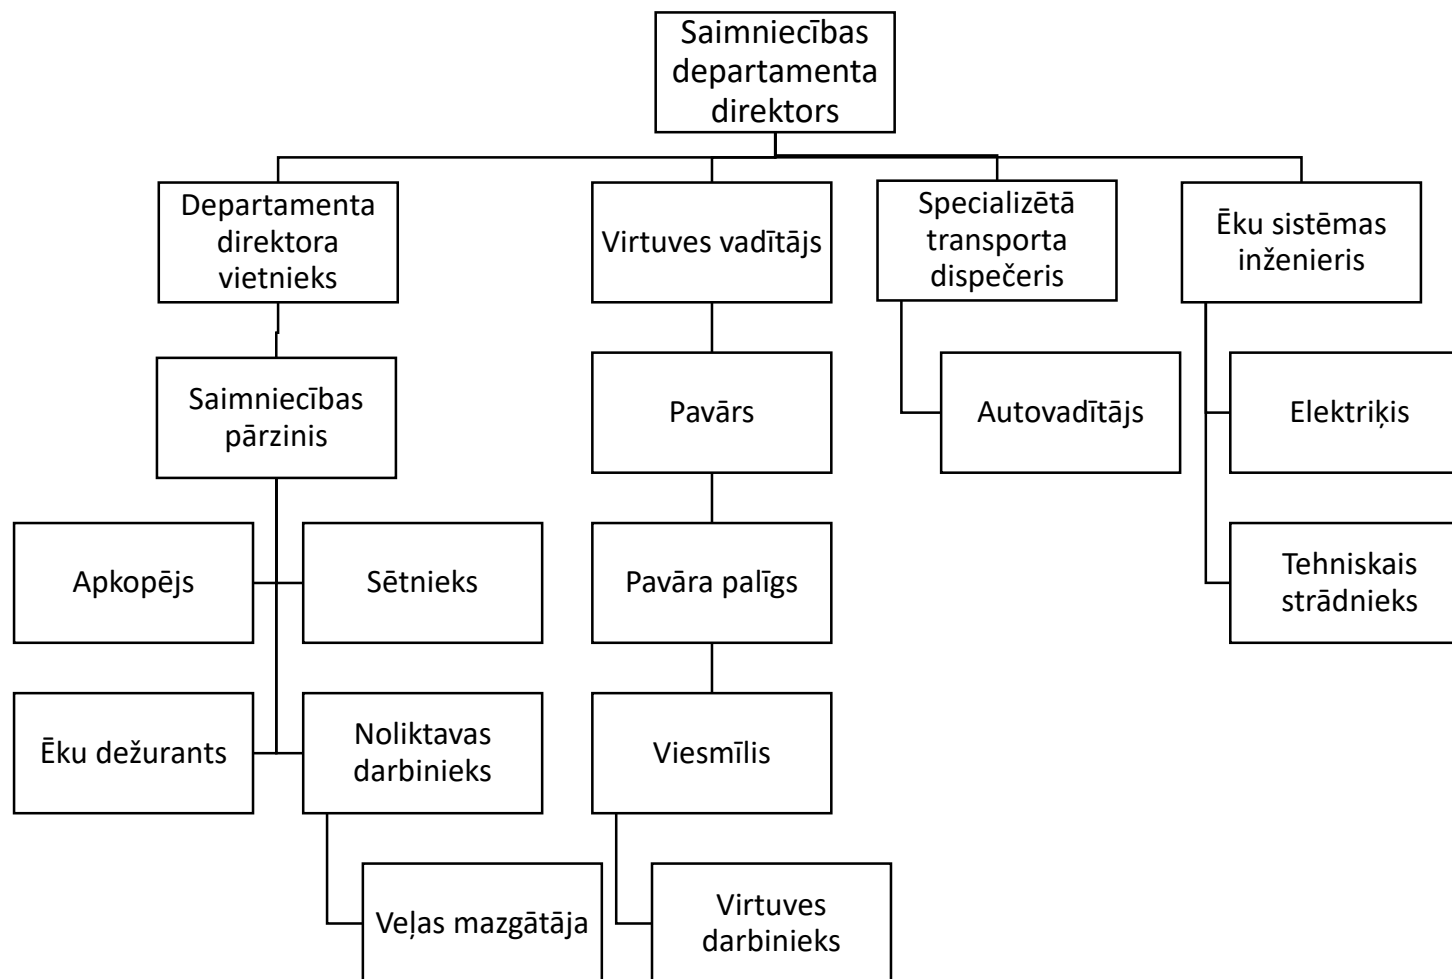 Saimniecības
departamenta
direktors
Departamenta
direktora
vietnieks
Virtuves vadītājs
Specializētā
transporta
dispečeris
Ēku sistēmas
inženieris
Saimniecības
pārzinis
Pavārs
Autovadītājs
Elektriķis
Apkopējs
Sētnieks
Pavāra palīgs
Tehniskais
strādnieks
Ēku dežurants
Noliktavas
darbinieks
Viesmīlis
Veļas mazgātāja
Virtuves
darbinieks